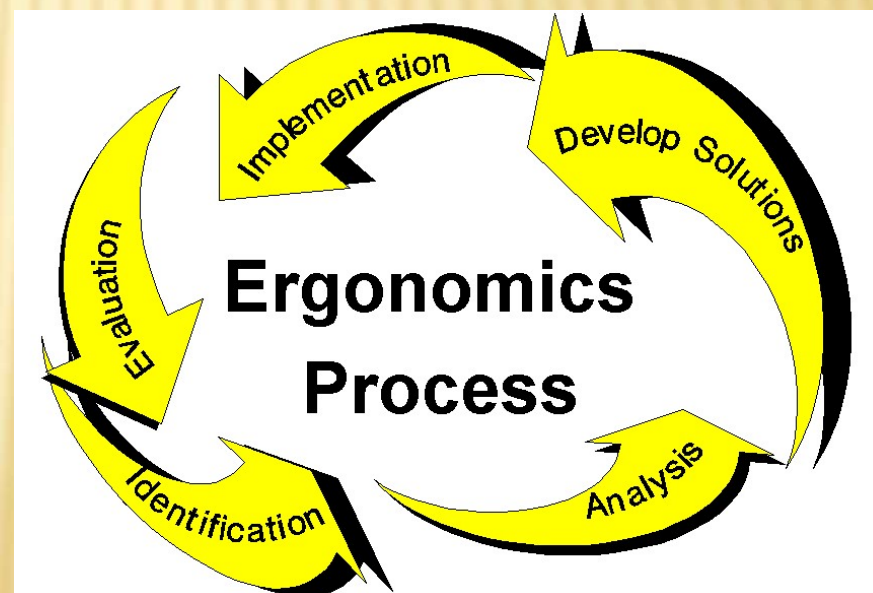 Implementation
Develop Solutions
Evaluation
Ergonomics
Process
Identification
Analysis